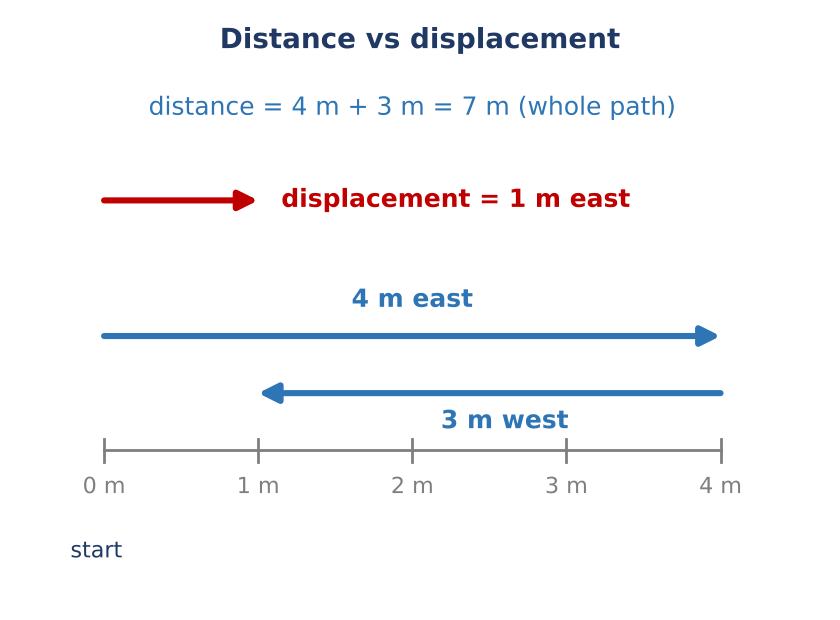 Distance vs displacement
distance = 4 m + 3 m = 7 m (whole path)
displacement = 1 m east
4 m east
3 m west
0 m 1 m 2 m 3 m 4 m
start